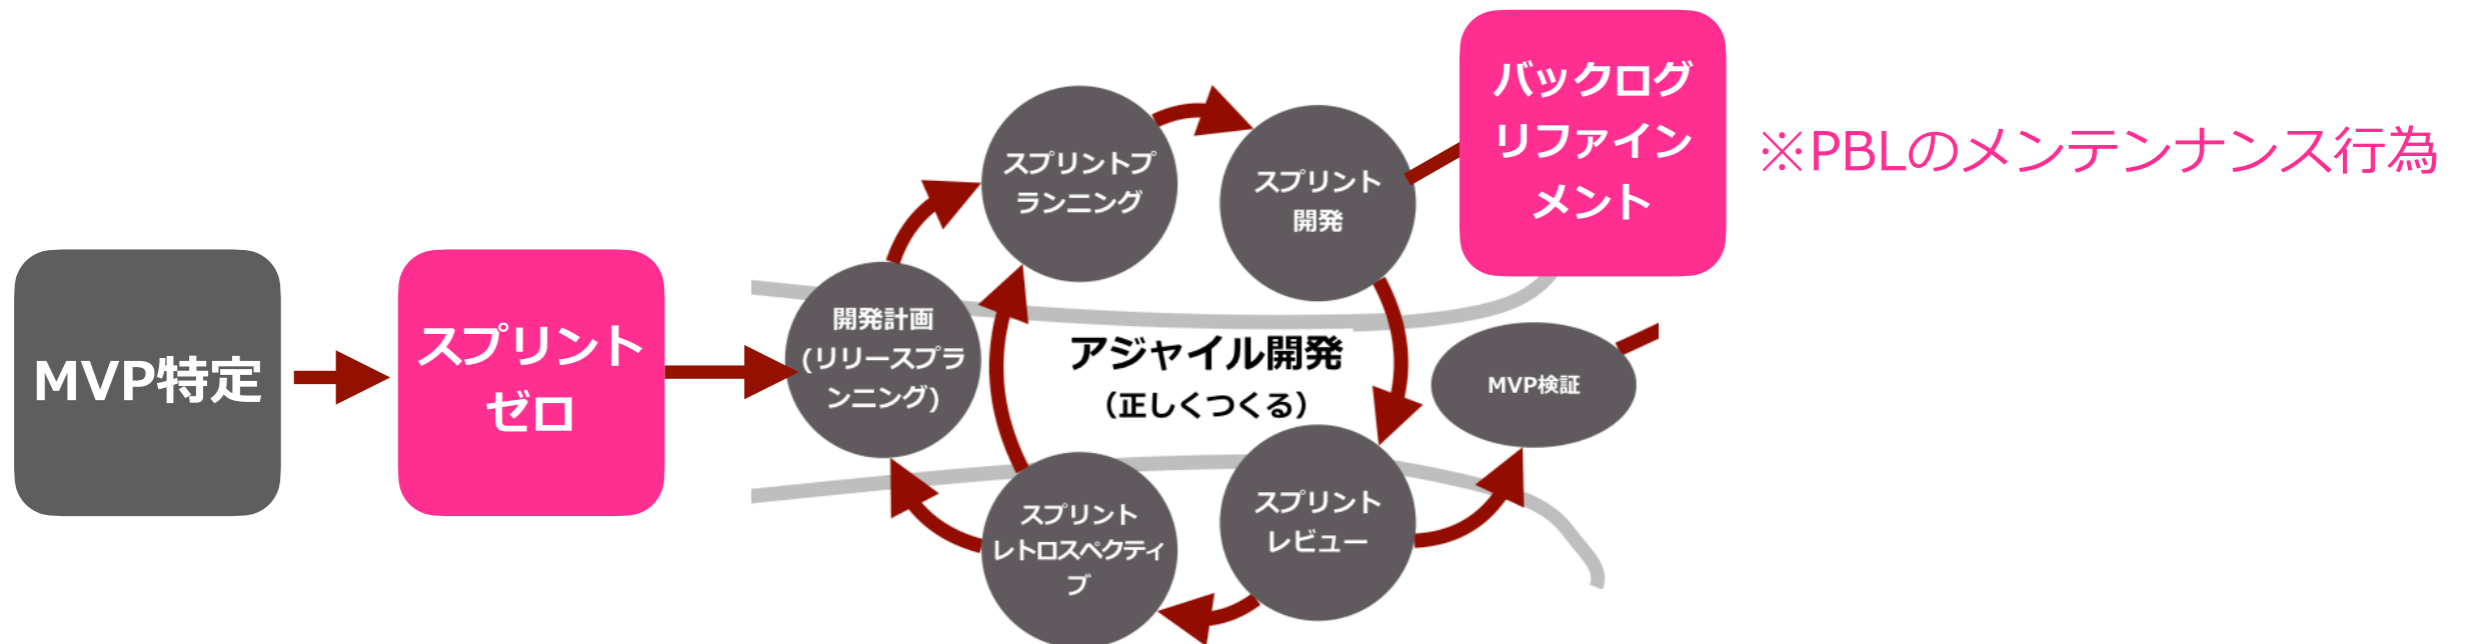 MVP特定
スプリント
ゼロ
開発計画
(リリースプラ
ンニング)
スプリントプ
ランニング
スプリント
開発
バックログ
リファイン
メント
※PBLのメンテンナンス行為
アジャイル開発
（正しくつくる）
MVP検証
スプリント
レビュー
スプリント
レトロスペクティ
ブ